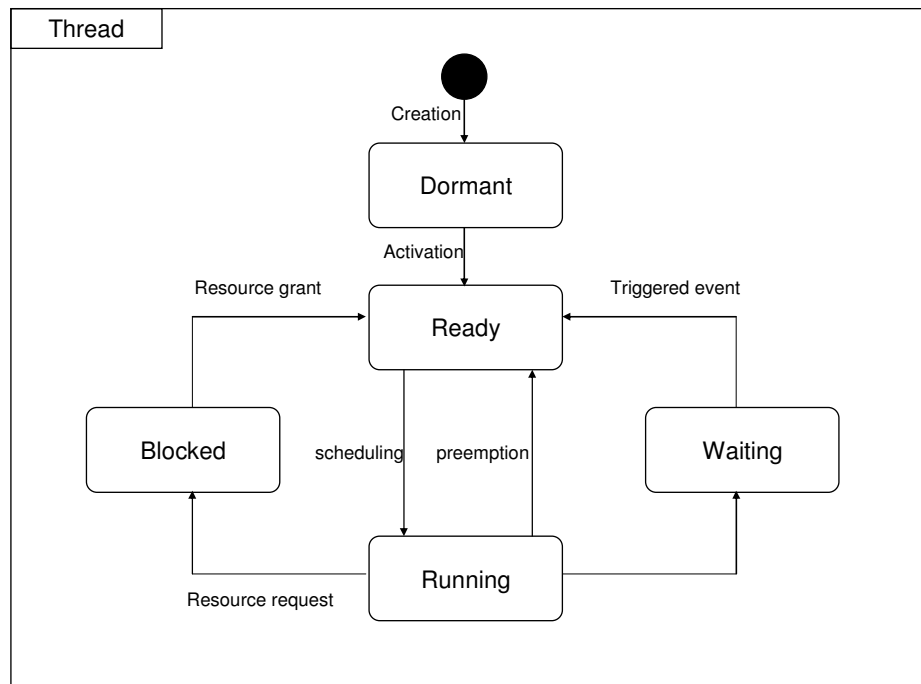 Thread
Creation
Dormant
Activation
Resource grant
Triggered event
Ready
Blocked
scheduling
preemption
Waiting
Running
Resource request